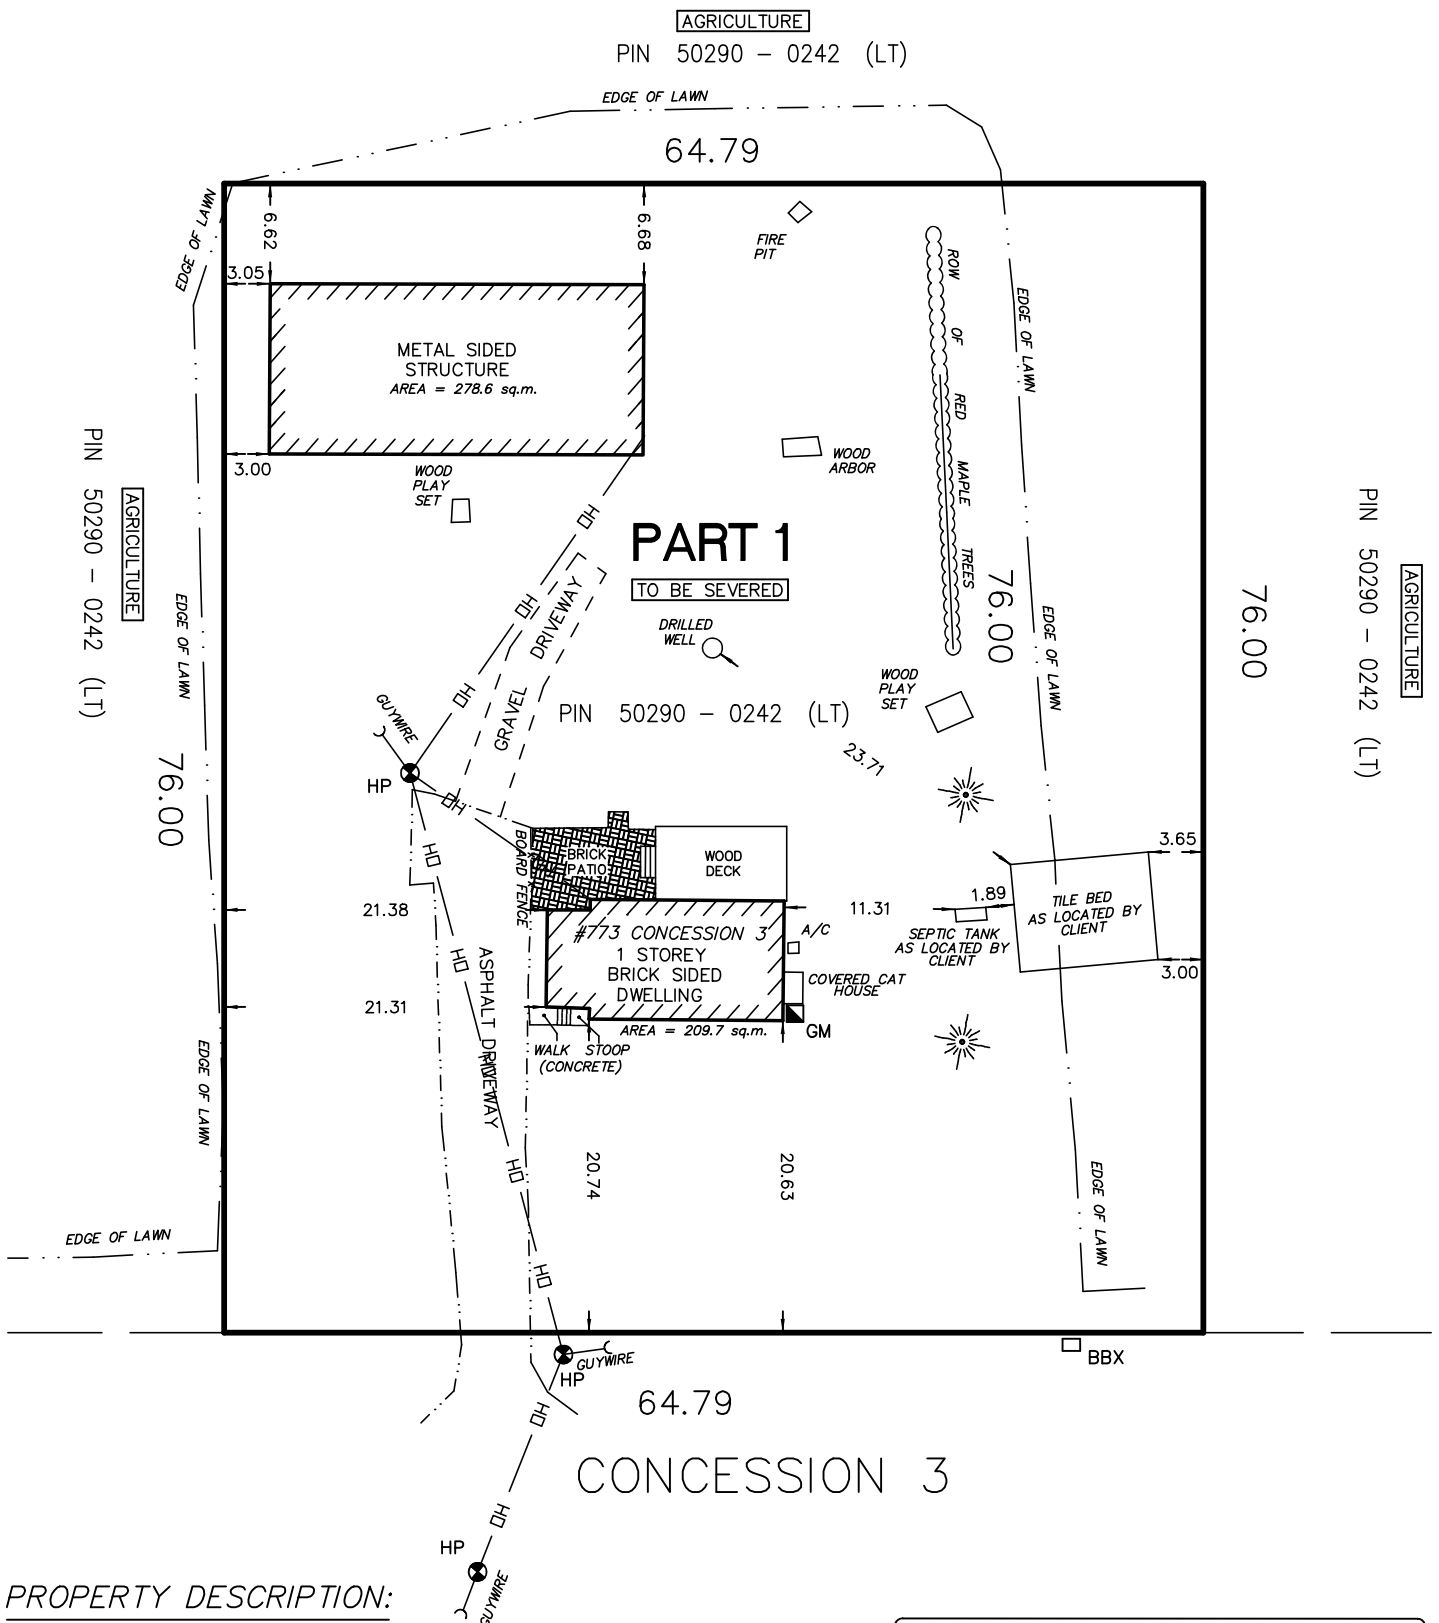 AGRICULTURE
PIN 50290 - 0242 (LT)
EDGE OF LAWN
64.79
EDGE OF LAWN
6.62
6.68
3.05
FIRE
PIT
ROW OF RED MAPLE TREES
EDGE OF LAWN
METAL SIDED
STRUCTURE
AREA = 278.6 sq.m.
3.00
WOOD
PLAY
SET
WOOD
ARBOR
PIN 50290 - 0242 (LT)
AGRICULTURE
PART 1
TO BE SEVERED
PIN 50290 - 0242 (LT)
AGRICULTURE
76.00
76.00
EDGE OF LAWN
EDGE OF LAWN
GRAVEL DRIVEWAY
DRILLED
WELL
WOOD
PLAY
SET
PIN 50290 - 0242 (LT)
GUYWIRE
HP
23.71
76.00
BOARD FENCE
BRICK
PATIO
WOOD
DECK
3.65
21.38
11.31
1.89
TILE BED
AS LOCATED BY
CLIENT
#773 CONCESSION 3
1 STOREY
BRICK SIDED
DWELLING
AREA = 209.7 sq.m.
A/C
SEPTIC TANK
AS LOCATED BY
CLIENT
3.00
COVERED CAT
HOUSE
GM
21.31
ASPHALT DRIVEWAY
WALK STOOP
(CONCRETE)
EDGE OF LAWN
20.74
20.63
EDGE OF LAWN
EDGE OF LAWN
BBX
GUYWIRE
HP
64.79
CONCESSION 3
HP
GUYWIRE
PROPERTY DESCRIPTION: